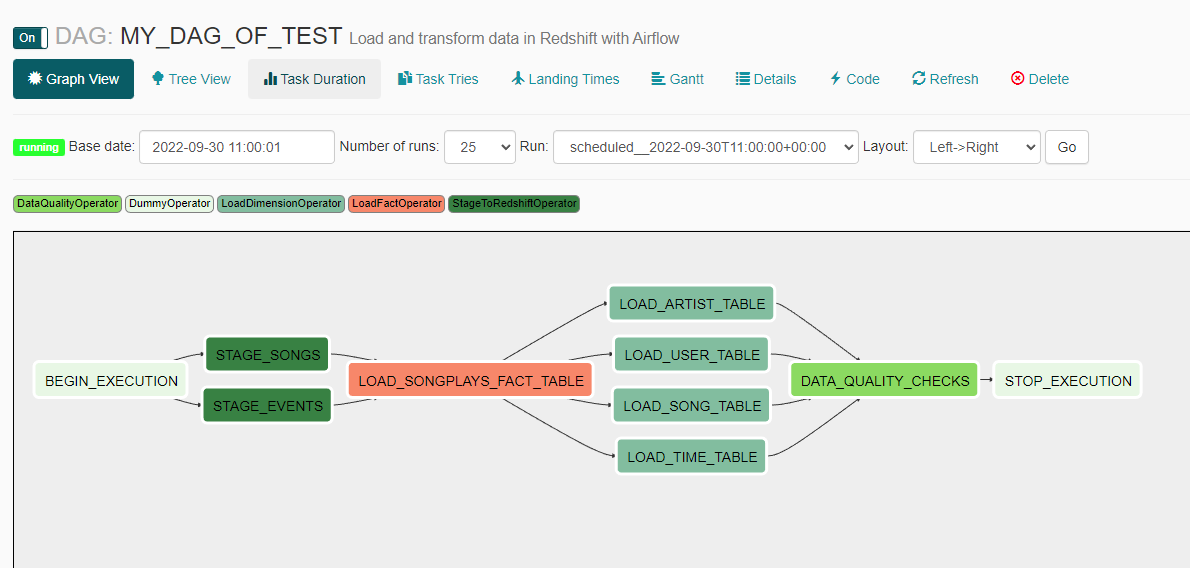 On DAG: MY_DAG_OF_TEST Load and transform data in Redshift with Airflow
Graph View Tree View Task Duration Task Tries Landing Times Gantt Details Code Refresh Delete
running Base date: 2022-09-30 11:00:01 Number of runs: 25 Run: scheduled__2022-09-30T11:00:00+00:00 Layout: Left->Right Go
DataQualityOperator DummyOperator LoadDimensionOperator LoadFactOperator StageToRedshiftOperator
BEGIN_EXECUTION
STAGE_SONGS
STAGE_EVENTS
LOAD_SONGPLAYS_FACT_TABLE
LOAD_ARTIST_TABLE
LOAD_USER_TABLE
LOAD_SONG_TABLE
LOAD_TIME_TABLE
DATA_QUALITY_CHECKS
STOP_EXECUTION